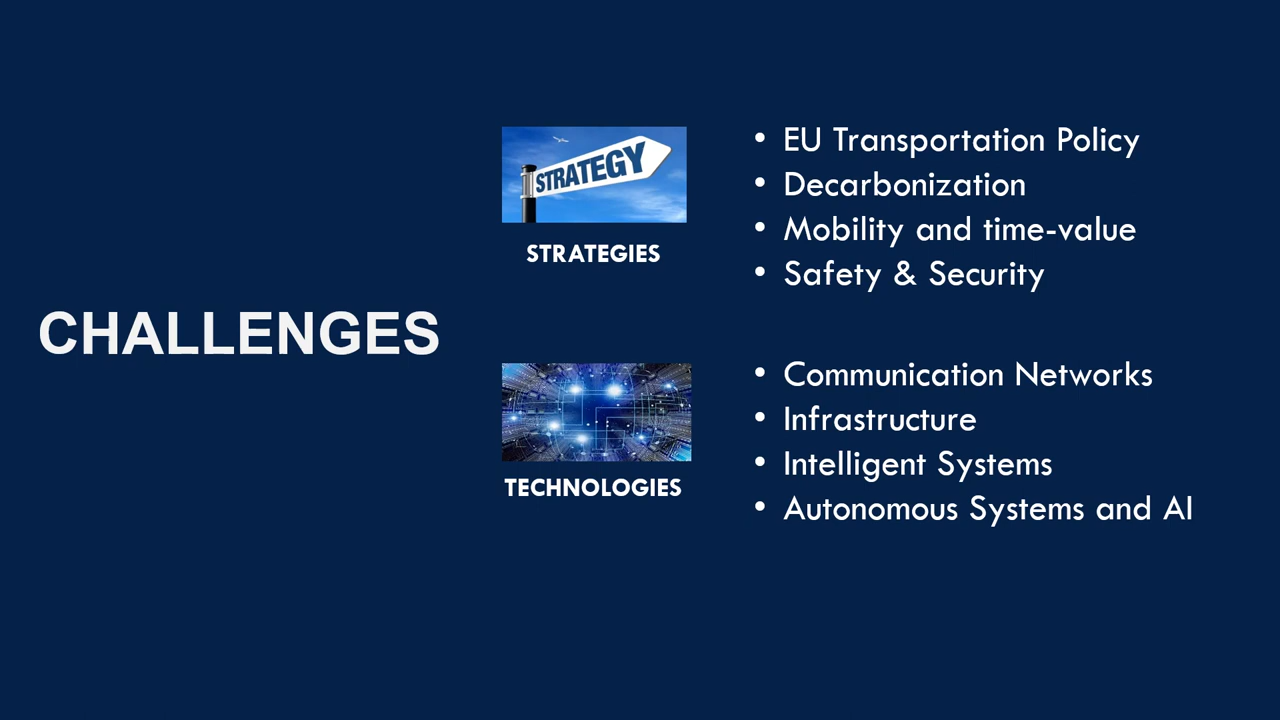 CHALLENGES
STRATEGY
STRATEGIES
• EU Transportation Policy
• Decarbonization
• Mobility and time-value
• Safety & Security
TECHNOLOGIES
• Communication Networks
• Infrastructure
• Intelligent Systems
• Autonomous Systems and AI